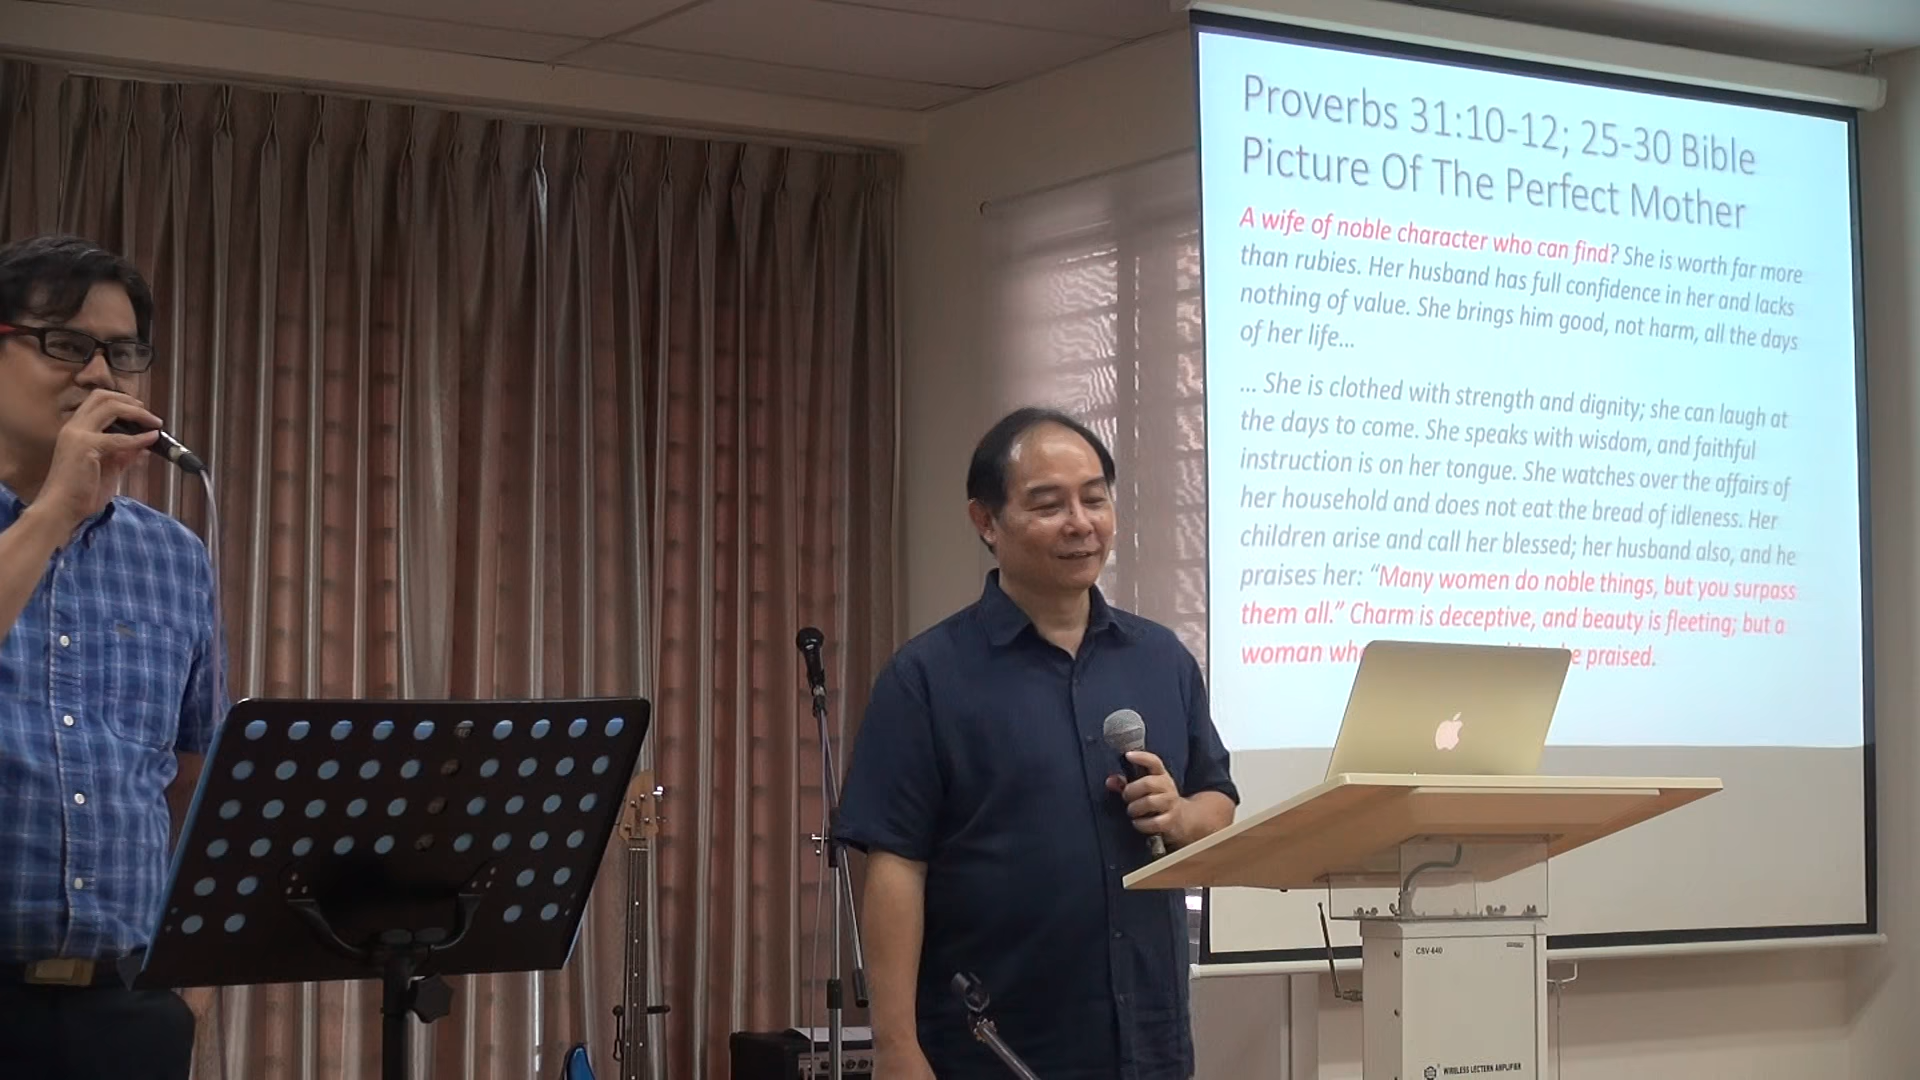 Proverbs 31:10-12; 25-30 Bible
Picture Of The Perfect Mother
A wife of noble character who can find? She is worth far more
than rubies. Her husband has full confidence in her and lacks
nothing of value. She brings him good, not harm, all the days
of her life...
... She is clothed with strength and dignity; she can laugh at
the days to come. She speaks with wisdom, and faithful
instruction is on her tongue. She watches over the affairs of
her household and does not eat the bread of idleness. Her
children arise and call her blessed; her husband also, and he
praises her: “Many women do noble things, but you surpass
them all.” Charm is deceptive, and beauty is fleeting; but a
woman praised.
CSV-640
WIRELESS LECTERN AMPLIFIER